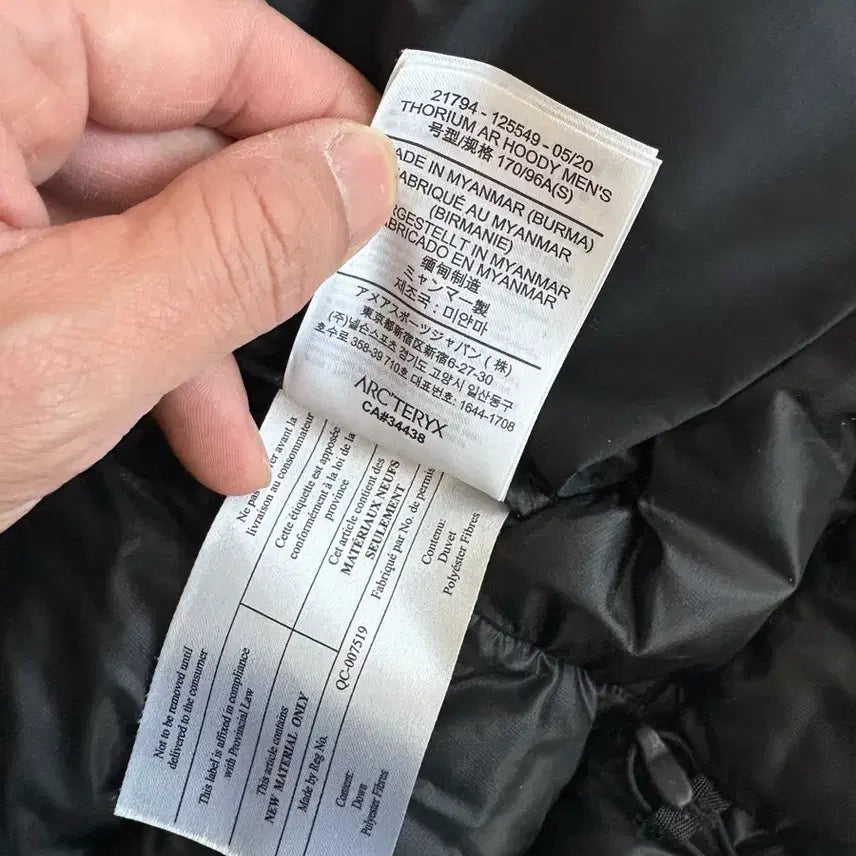 21794 - 125549 - 05/20
THORIUM AR HOODY MEN'S
号型/规格 170/96A(S)
ADE IN MYANMAR (BURMA)
FABRIQUÉ AU MYANMAR
(BIRMANIE)
RGESTELLT IN MYANMAR
ABRICADO EN MYANMAR
缅甸制造
ミャンマー製
제조국 : 미얀마
アメアスポーツジャパン ( 株)
東京都新宿区新宿6-27-30
(주)넬슨스포츠 경기도 고양시 일산동구
호수로 358-39 710호 대표번호: 1644-1708
ARC'TERYX
CA#34438
Ne pas ver avant la
livraison au consommateur
Cette étiquette est apposée
conformément à la loi de la
province
Cet article contient des
MATÉRIAUX NEUFS
SEULEMENT
Fabriqué par No. de permis
Contenu:
Duvet
Polyéster Fibres
Not to be removed until
delivered to the consumer
This label is affixed in compliance
with Provincial Law
This article contains
NEW MATERIAL ONLY
Made by Reg No.
QC-007519
Content:
Down
Polyester Fibres